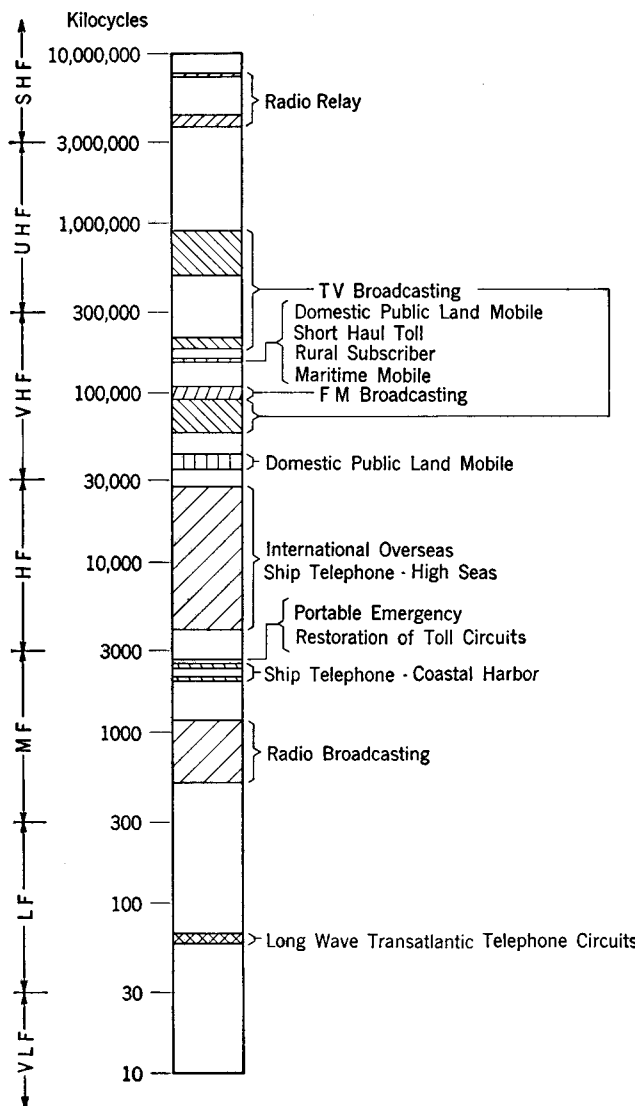 Kilocycles
10,000,000
SHF
Radio Relay
3,000,000
UHF
1,000,000
TV Broadcasting
300,000
Domestic Public Land Mobile
Short Haul Toll
Rural Subscriber
Maritime Mobile
VHF
100,000
FM Broadcasting
Domestic Public Land Mobile
30,000
HF
International Overseas
10,000
Ship Telephone - High Seas
Portable Emergency
Restoration of Toll Circuits
3000
Ship Telephone - Coastal Harbor
MF
1000
Radio Broadcasting
300
LF
100
Long Wave Transatlantic Telephone Circuits
30
VLF
10